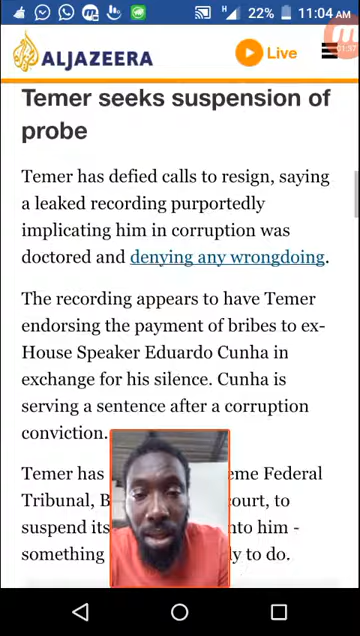 22% 11:04 AM
ALJAZEERA
Live
Temer seeks suspension of
probe
Temer has defied calls to resign, saying
a leaked recording purportedly
implicating him in corruption was
doctored and denying any wrongdoing.
The recording appears to have Temer
endorsing the payment of bribes to ex-
House Speaker Eduardo Cunha in
exchange for his silence. Cunha is
serving a sentence after a corruption
conviction.
Temer has eme Federal
Tribunal, B court, to
suspend its nto him -
something ly to do.